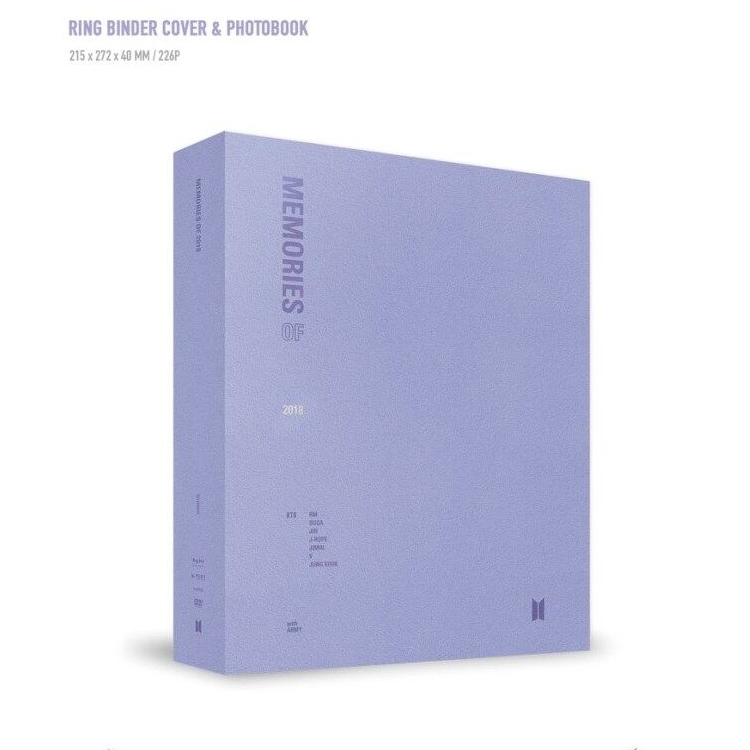 RING BINDER COVER & PHOTOBOOK
215 x 272 x 40 MM / 226P
MEMORIES OF 2018
MEMORIES
OF
2018
BTS
RM
SUGA
JIN
J-HOPE
JIMIN
V
JUNG KOOK
with
ARMY